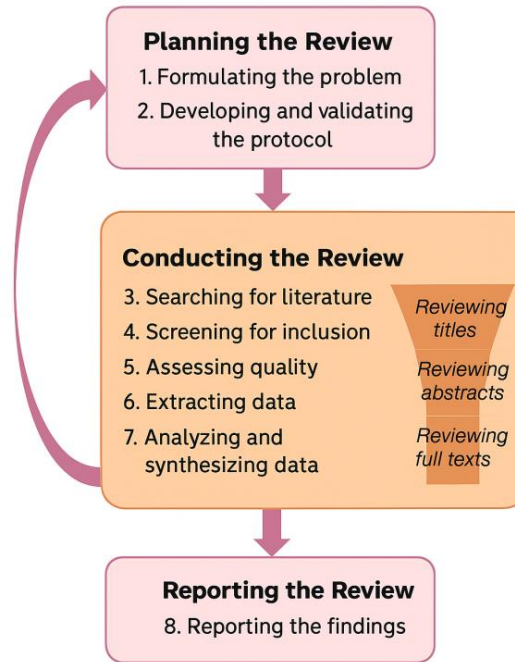 Planning the Review
1. Formulating the problem
2. Developing and validating
the protocol
Conducting the Review
3. Searching for literature
4. Screening for inclusion
5. Assessing quality
6. Extracting data
7. Analyzing and
synthesizing data
Reviewing
titles
Reviewing
abstracts
Reviewing
full texts
Reporting the Review
8. Reporting the findings